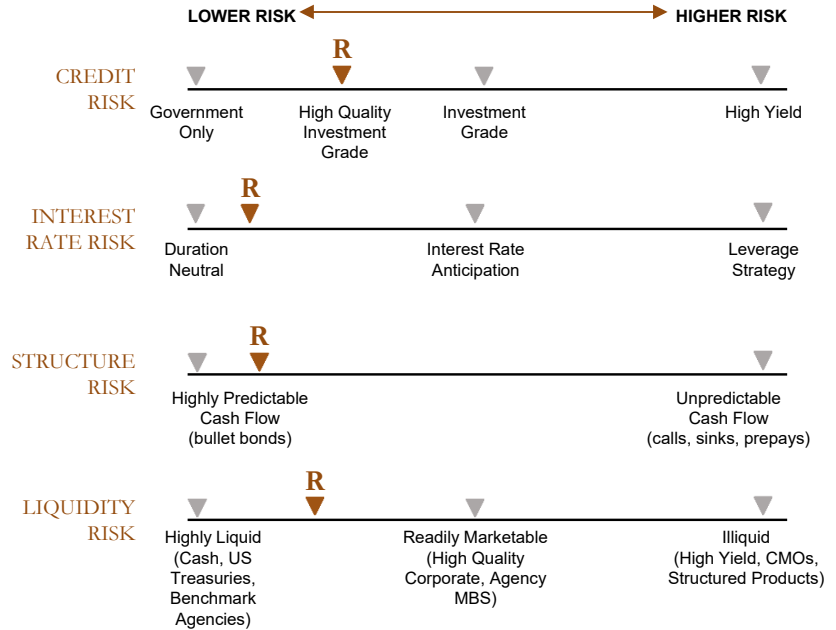 LOWER RISK
HIGHER RISK
R
CREDIT
RISK
Government
Only
High Quality
Investment
Grade
Investment
Grade
High Yield
R
INTEREST
RATE RISK
Duration
Neutral
Interest Rate
Anticipation
Leverage
Strategy
R
STRUCTURE
RISK
Highly Predictable
Cash Flow
(bullet bonds)
Unpredictable
Cash Flow
(calls, sinks, prepays)
R
LIQUIDITY
RISK
Highly Liquid
(Cash, US
Treasuries,
Benchmark
Agencies)
Readily Marketable
(High Quality
Corporate, Agency
MBS)
Illiquid
(High Yield, CMOs,
Structured Products)